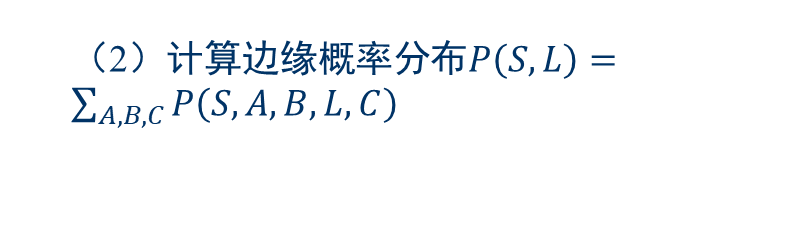 （2）计算边缘概率分布P(S, L) =
∑A,B,C P(S, A, B, L, C)